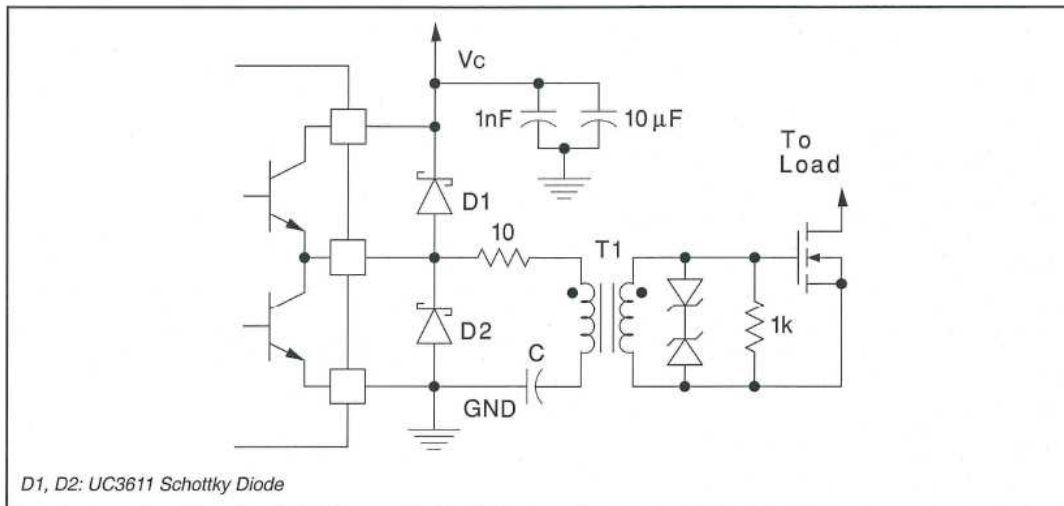 Vc
1nF
10 µF
To
Load
D1
10
T1
D2
1k
C
GND
D1, D2: UC3611 Schottky Diode